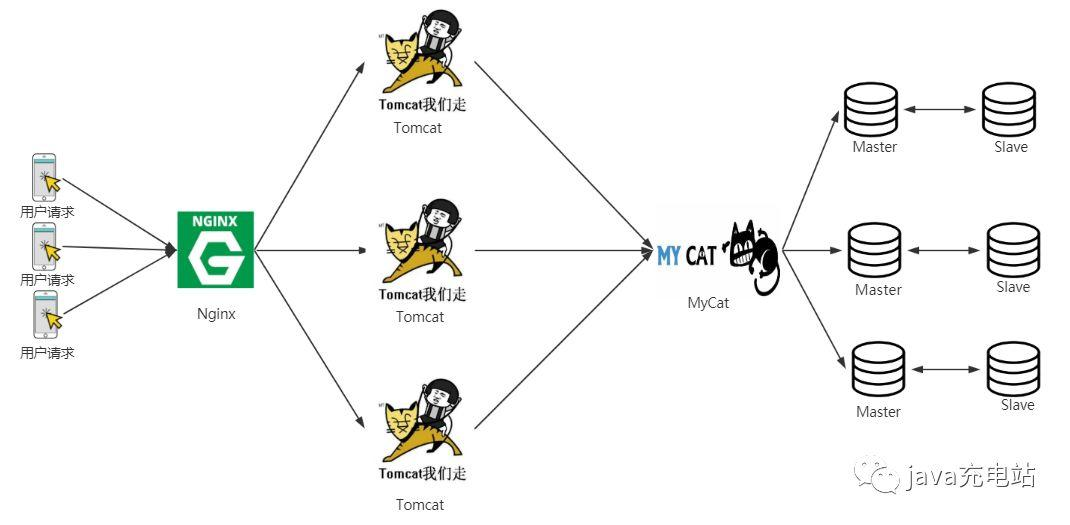 用户请求
用户请求
用户请求
NGINX
Nginx
Tomcat我们走
Tomcat
Tomcat我们走
Tomcat
Tomcat我们走
Tomcat
MY CAT
MyCat
Master
Slave
Master
Slave
Master
Slave
java充电站